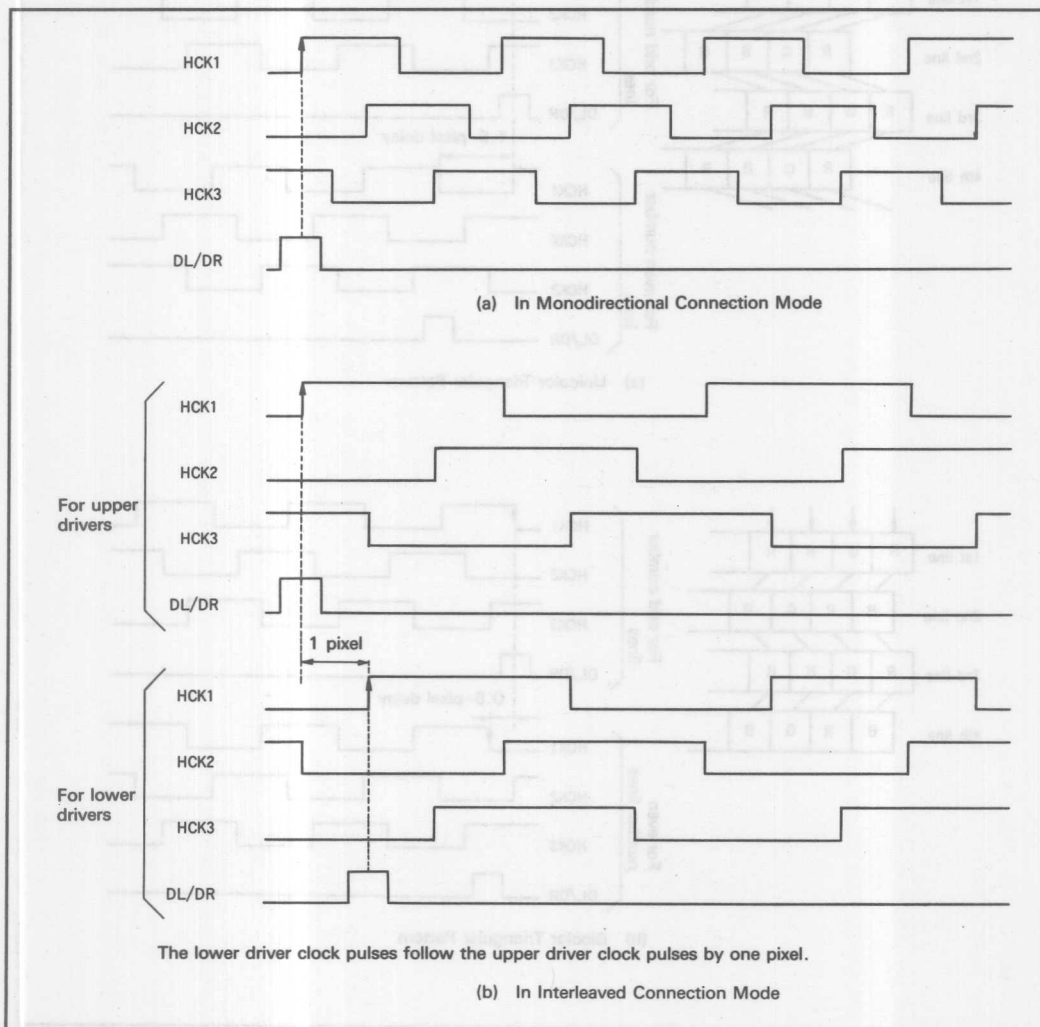 HCK1
HCK2
HCK3
DL/DR
(a) In Monodirectional Connection Mode
For upper drivers
HCK1
HCK2
HCK3
DL/DR
1 pixel
For lower drivers
HCK1
HCK2
HCK3
DL/DR
The lower driver clock pulses follow the upper driver clock pulses by one pixel.
(b) In Interleaved Connection Mode